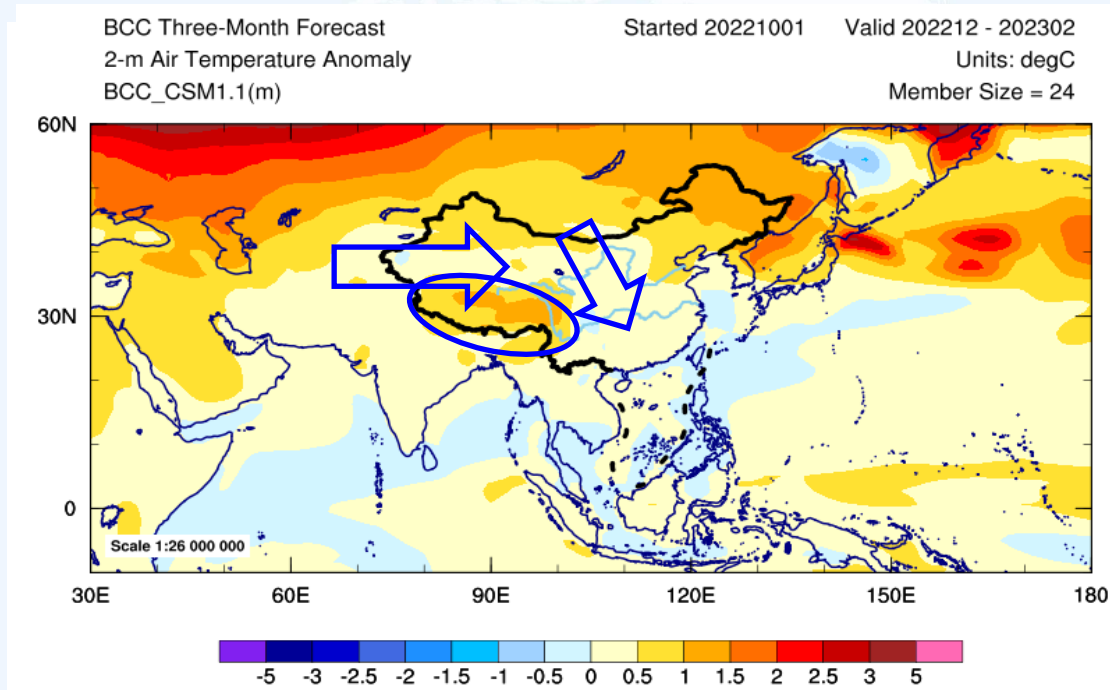 BCC Three-Month Forecast
Started 20221001 Valid 202212 - 202302
2-m Air Temperature Anomaly
Units: degC
BCC_CSM1.1(m)
Member Size = 24
60N
30N
0
Scale 1:26 000 000
30E 60E 90E 120E 150E 180
-5 -3 -2.5 -2 -1.5 -1 -0.5 0 0.5 1 1.5 2 2.5 3 5